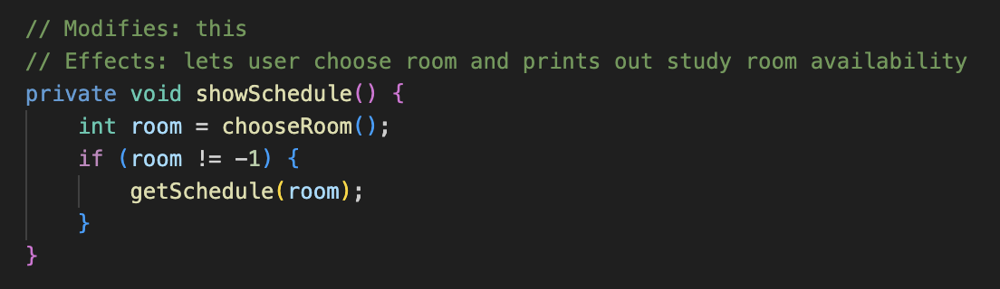 // Modifies: this
// Effects: lets user choose room and prints out study room availability
private void showSchedule() {
    int room = chooseRoom();
    if (room != -1) {
        getSchedule(room);
    }
}